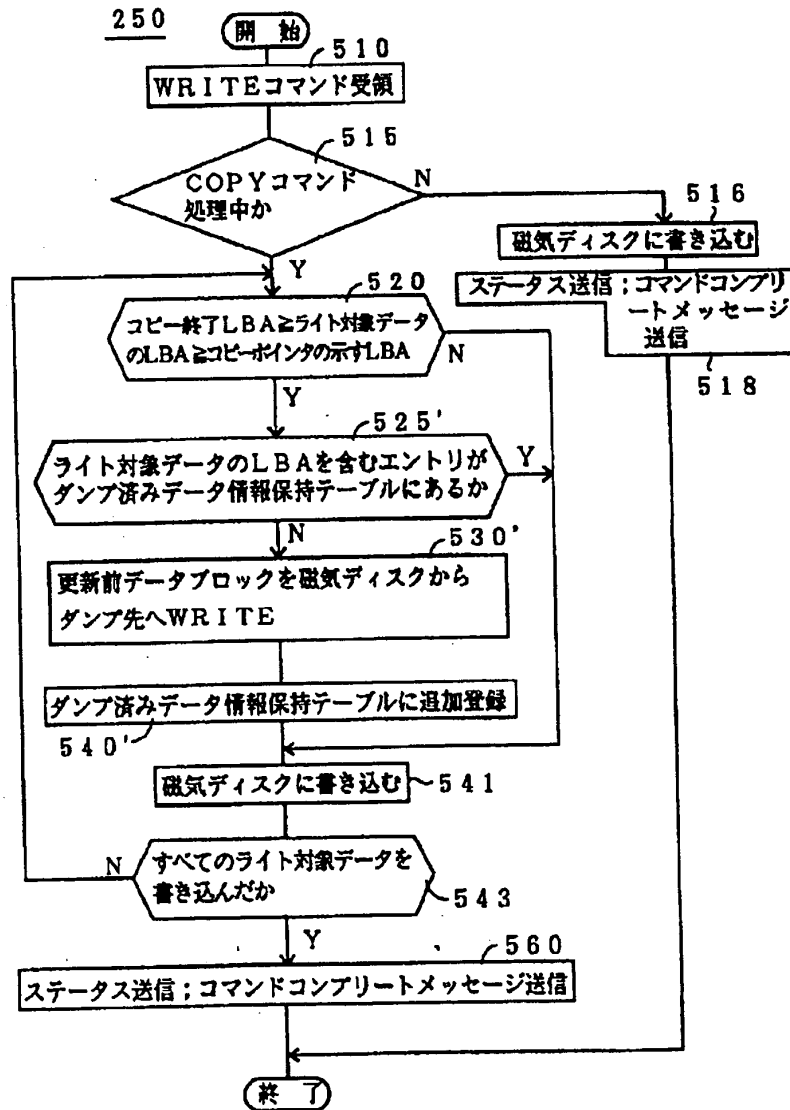 250
開始
510
WRITEコマンド受領
515
COPYコマンド
処理中か
N
Y
516
磁気ディスクに書き込む
ステータス送信;コマンドコンプリ
ートメッセージ
送信
518
520
コピー終了LBA≧ライト対象データ
のLBA≧コピーポインタの示すLBA
N
Y
525'
ライト対象データのLBAを含むエントリが
ダンプ済みデータ情報保持テーブルにあるか
Y
N
530'
更新前データブロックを磁気ディスクから
ダンプ先へWRITE
ダンプ済みデータ情報保持テーブルに追加登録
540'
磁気ディスクに書き込む
541
N
すべてのライト対象データを
書き込んだか
543
Y
560
ステータス送信;コマンドコンプリートメッセージ送信
終了